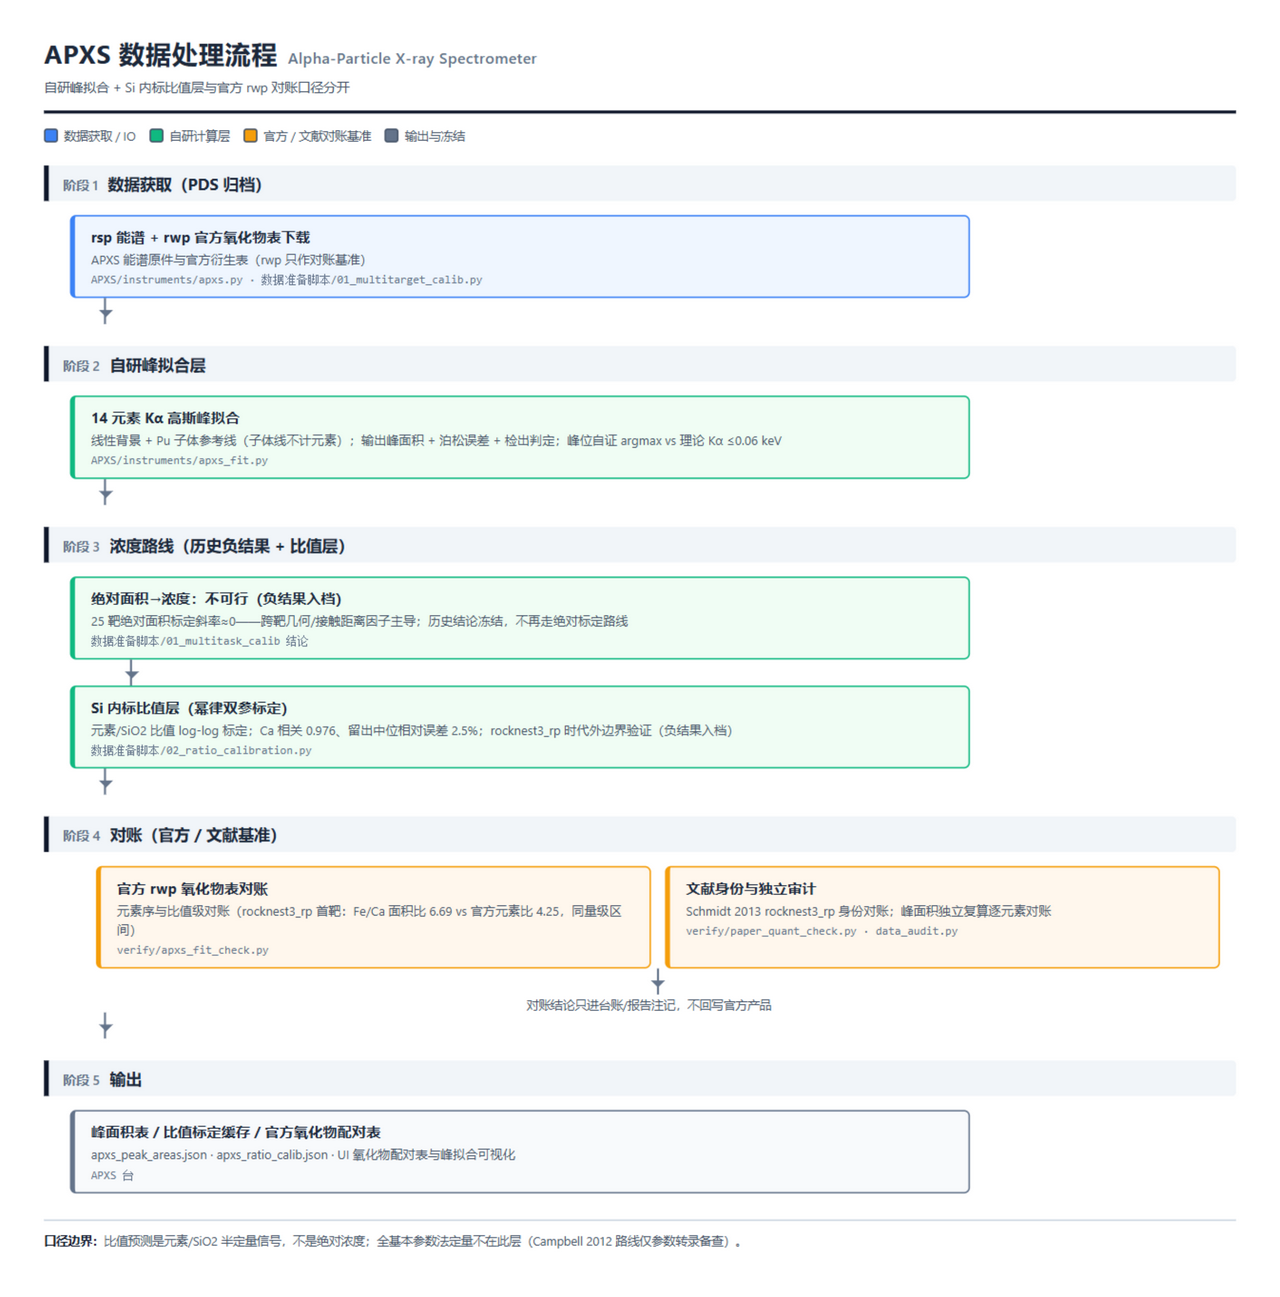 APXS 数据处理流程 Alpha-Particle X-ray Spectrometer
自研峰拟合 + Si 内标比值层与官方 rwp 对账口径分开
数据获取 / IO 自研计算层 官方 / 文献对账基准 输出与冻结
阶段 1 数据获取（PDS 归档）
rsp 能谱 + rwp 官方氧化物表下载
APXS 能谱原件与官方衍生表（rwp 只作对账基准）
APXS/instruments/apxs.py · 数据准备脚本/01_multitarget_calib.py
阶段 2 自研峰拟合层
14 元素 Kα 高斯峰拟合
线性背景 + Pu 子体参考线（子体线不计元素）；输出峰面积 + 泊松误差 + 检出判定；峰位自证 argmax vs 理论 Kα ≤0.06 keV
APXS/instruments/apxs_fit.py
阶段 3 浓度路线（历史负结果 + 比值层）
绝对面积→浓度：不可行（负结果入档）
25 靶绝对面积标定斜率≈0——跨靶几何/接触距离因子主导；历史结论冻结，不再走绝对标定路线
数据准备脚本/01_multitask_calib 结论
Si 内标比值层（幂律双参标定）
元素/SiO2 比值 log-log 标定；Ca 相关 0.976、留出中位相对误差 2.5%；rocknest3_rp 时代外边界验证（负结果入档）
数据准备脚本/02_ratio_calibration.py
阶段 4 对账（官方 / 文献基准）
官方 rwp 氧化物表对账
元素序与比值级对账（rocknest3_rp 首靶：Fe/Ca 面积比 6.69 vs 官方元素比 4.25，同量级区
间）
verify/apxs_fit_check.py
文献身份与独立审计
Schmidt 2013 rocknest3_rp 身份对账；峰面积独立复算逐元素对账
verify/paper_quant_check.py · data_audit.py
对账结论只进台账/报告注记，不回写官方产品
阶段 5 输出
峰面积表 / 比值标定缓存 / 官方氧化物配对表
apxs_peak_areas.json · apxs_ratio_calib.json · UI 氧化物配对表与峰拟合可视化
APXS 台
口径边界：比值预测是元素/SiO2 半定量信号，不是绝对浓度；全基本参数法定量不在此层（Campbell 2012 路线仅参数转录备查）。